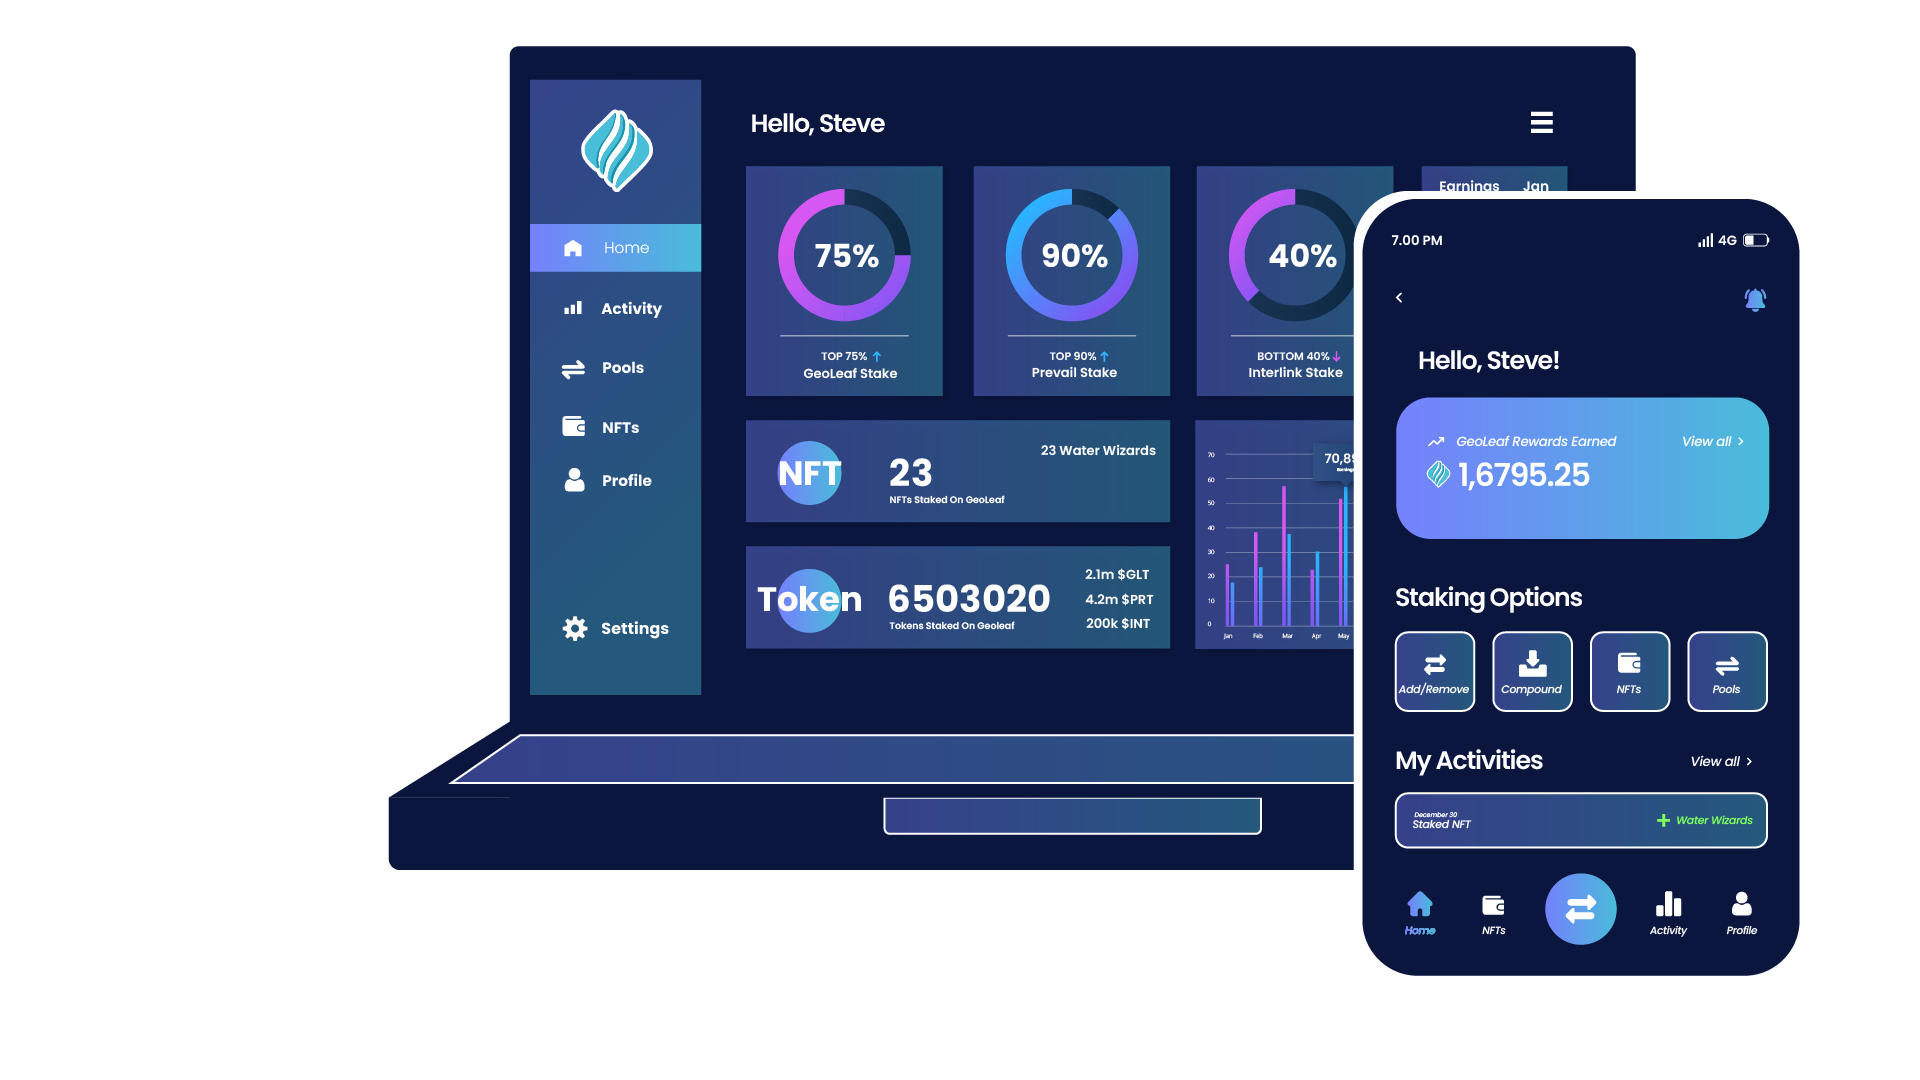 Hello, Steve
Home
Activity
Pools
NFTs
Profile
Settings
75%
TOP 75%
GeoLeaf Stake
90%
TOP 90%
Prevail Stake
40%
BOTTOM 40%
Interlink Stake
Earnings Jan
NFT
23
NFTs Staked On GeoLeaf
23 Water Wizards
Token
6503020
Tokens Staked On Geoleaf
2.1m $GLT
4.2m $PRT
200k $INT
70
60
50
40
30
20
10
0
Jan Feb Mar Apr May
7.00 PM
4G
Hello, Steve!
GeoLeaf Rewards Earned
View all
1,6795.25
Staking Options
Add/Remove
Compound
NFTs
Pools
My Activities
View all
December 30
Staked NFT
Water Wizards
Home
NFTs
Activity
Profile